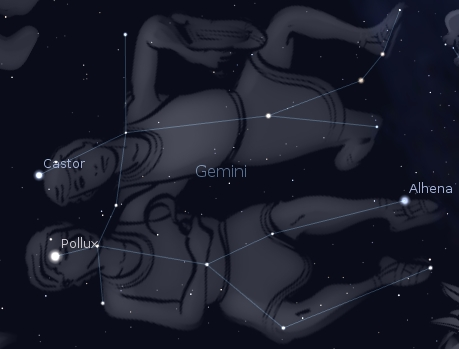 Castor
Gemini
Alhena
Pollux